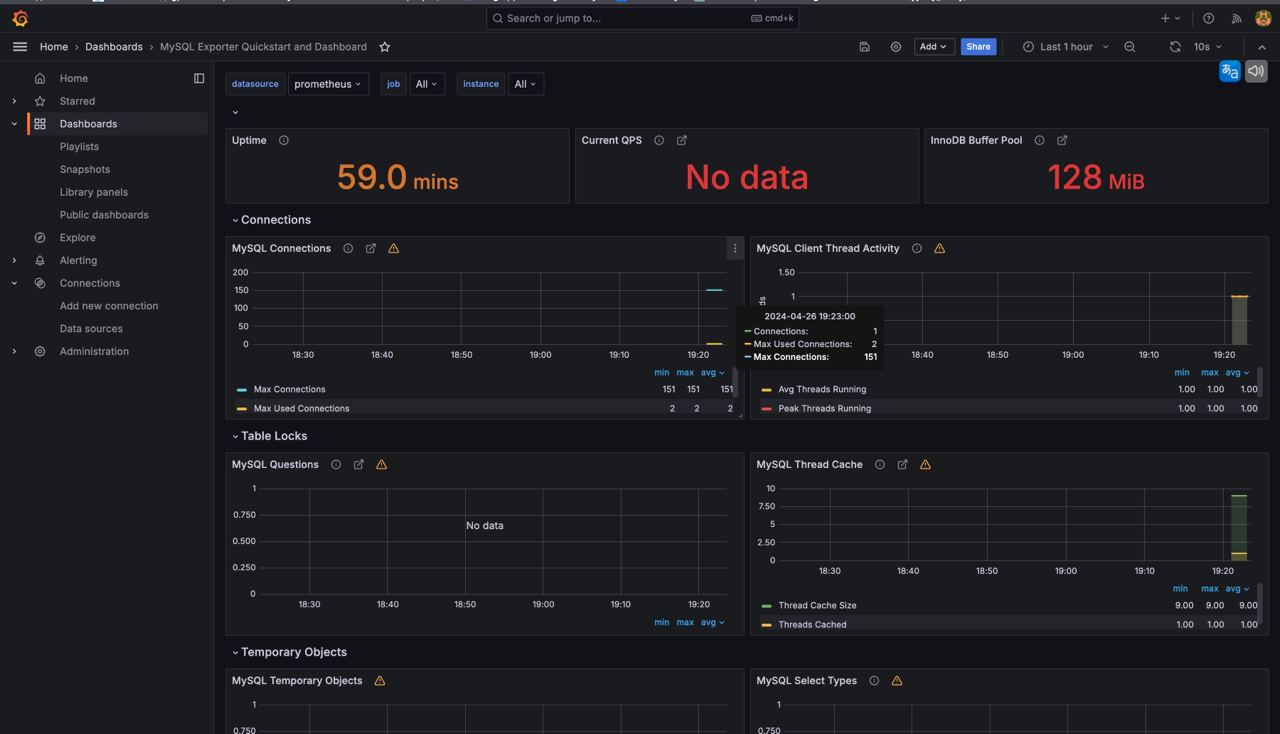 Search or jump to...
cmd+k
Home › Dashboards › MySQL Exporter Quickstart and Dashboard
Add
Share
Last 1 hour
10s
Home
Starred
Dashboards
Playlists
Snapshots
Library panels
Public dashboards
Explore
Alerting
Connections
Add new connection
Data sources
Administration
datasource prometheus job All instance All
Uptime
59.0 mins
Current QPS
No data
InnoDB Buffer Pool
128 MiB
Connections
MySQL Connections
200
150
100
50
0
18:30 18:40 18:50 19:00 19:10 19:20
min max avg
Max Connections 151 151 151
Max Used Connections 2 2 2
2024-04-26 19:23:00
Connections: 1
Max Used Connections: 2
Max Connections: 151
MySQL Client Thread Activity
1.50
1
18:40 18:50 19:00 19:10 19:20
min max avg
Avg Threads Running 1.00 1.00 1.00
Peak Threads Running 1.00 1.00 1.00
Table Locks
MySQL Questions
1
0.750
0.500
0.250
0
No data
18:30 18:40 18:50 19:00 19:10 19:20
min max avg
MySQL Thread Cache
10
7.50
5
2.50
0
18:30 18:40 18:50 19:00 19:10 19:20
min max avg
Thread Cache Size 9.00 9.00 9.00
Threads Cached 1.00 1.00 1.00
Temporary Objects
MySQL Temporary Objects
1
0.750
MySQL Select Types
1
0.750